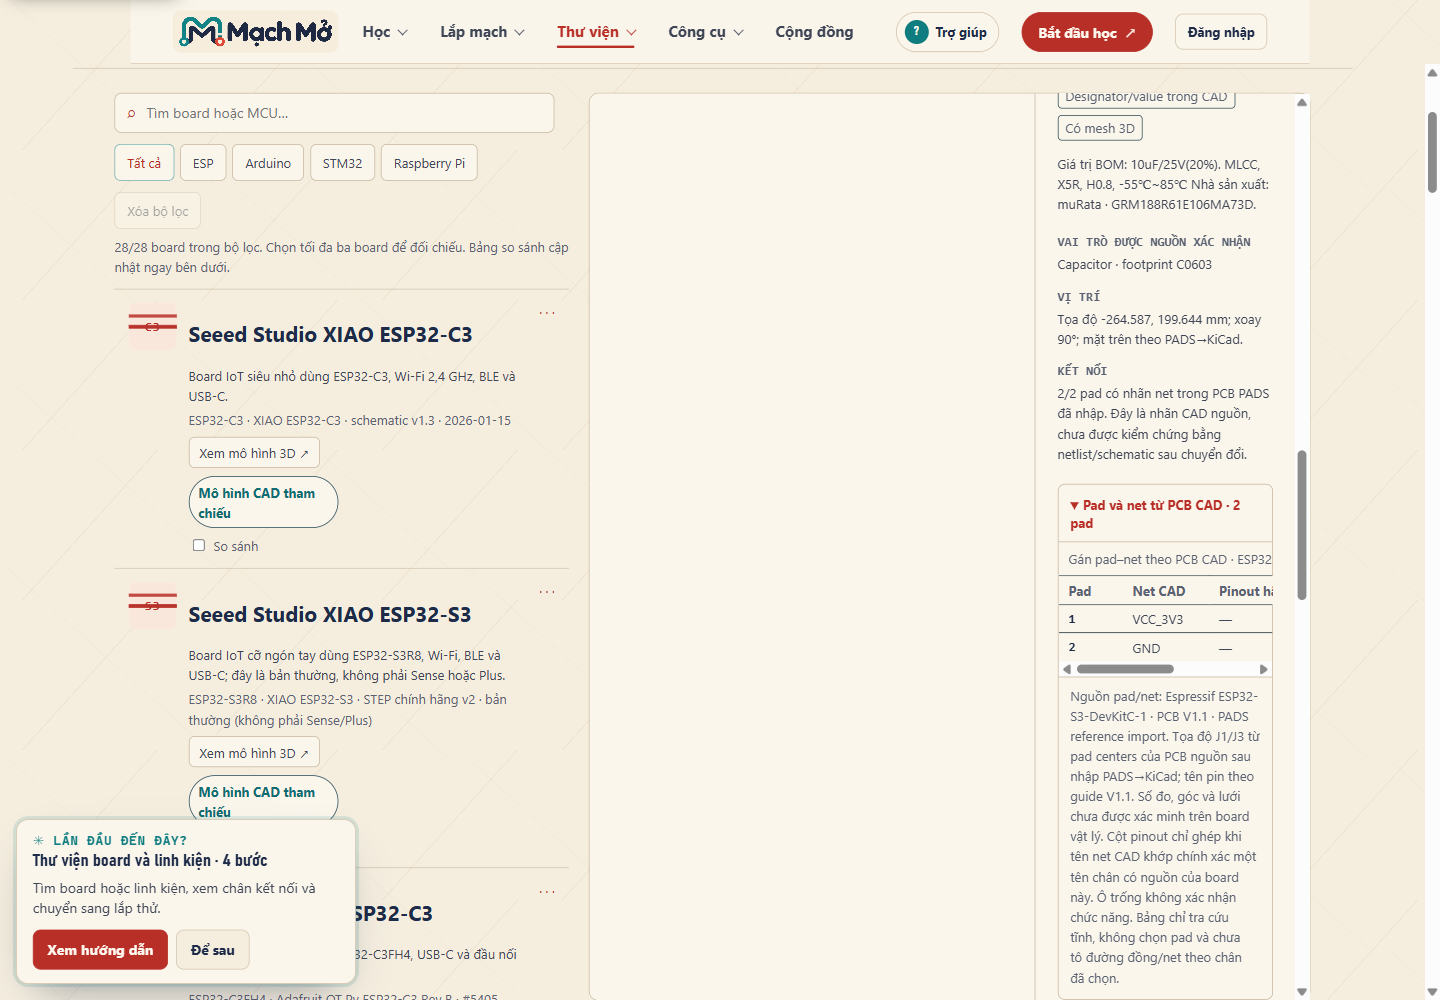 Mạch Mở
Học
Lắp mạch
Thư viện
Công cụ
Cộng đồng
? Trợ giúp
Bắt đầu học ↗
Đăng nhập
Tìm board hoặc MCU...
Tất cả
ESP
Arduino
STM32
Raspberry Pi
Xóa bộ lọc
28/28 board trong bộ lọc. Chọn tối đa ba board để đối chiếu. Bảng so sánh cập
nhật ngay bên dưới.
C3
...
Seeed Studio XIAO ESP32-C3
Board IoT siêu nhỏ dùng ESP32-C3, Wi-Fi 2,4 GHz, BLE và
USB-C.
ESP32-C3 · XIAO ESP32-C3 · schematic v1.3 · 2026-01-15
Xem mô hình 3D ↗
Mô hình CAD tham
chiếu
So sánh
S3
...
Seeed Studio XIAO ESP32-S3
Board IoT cỡ ngón tay dùng ESP32-S3R8, Wi-Fi, BLE và
USB-C; đây là bản thường, không phải Sense hoặc Plus.
ESP32-S3R8 · XIAO ESP32-S3 · STEP chính hãng v2 · bản
thường (không phải Sense/Plus)
Xem mô hình 3D ↗
Mô hình CAD tham
chiếu
...
SP32-C3
32-C3FH4, USB-C và đầu nối
ESP32-C3FH4 · Adafruit QT Py ESP32-C3 Rev B · #5405
✳ LẦN ĐẦU ĐẾN ĐÂY?
Thư viện board và linh kiện · 4 bước
Tìm board hoặc linh kiện, xem chân kết nối và
chuyển sang lắp thử.
Xem hướng dẫn
Để sau
Designator/value trong CAD
Có mesh 3D
Giá trị BOM: 10uF/25V(20%). MLCC,
X5R, H0.8, -55℃~85℃ Nhà sản xuất:
muRata · GRM188R61E106MA73D.
VAI TRÒ ĐƯỢC NGUỒN XÁC NHẬN
Capacitor · footprint C0603
VỊ TRÍ
Tọa độ -264.587, 199.644 mm; xoay
90°; mặt trên theo PADS→KiCad.
KẾT NỐI
2/2 pad có nhãn net trong PCB PADS
đã nhập. Đây là nhãn CAD nguồn,
chưa được kiểm chứng bằng
netlist/schematic sau chuyển đổi.
▼ Pad và net từ PCB CAD · 2
pad
Gán pad–net theo PCB CAD · ESP32
Pad Net CAD Pinout hà
1 VCC_3V3 —
2 GND —
Nguồn pad/net: Espressif ESP32-
S3-DevKitC-1 · PCB V1.1 · PADS
reference import. Tọa độ J1/J3 từ
pad centers của PCB nguồn sau
nhập PADS→KiCad; tên pin theo
guide V1.1. Số đo, góc và lưới
chưa được xác minh trên board
vật lý. Cột pinout chỉ ghép khi
tên net CAD khớp chính xác một
tên chân có nguồn của board
này. Ô trống không xác nhận
chức năng. Bảng chỉ tra cứu
tĩnh, không chọn pad và chưa
tô đường đồng/net theo chân
đã chọn.